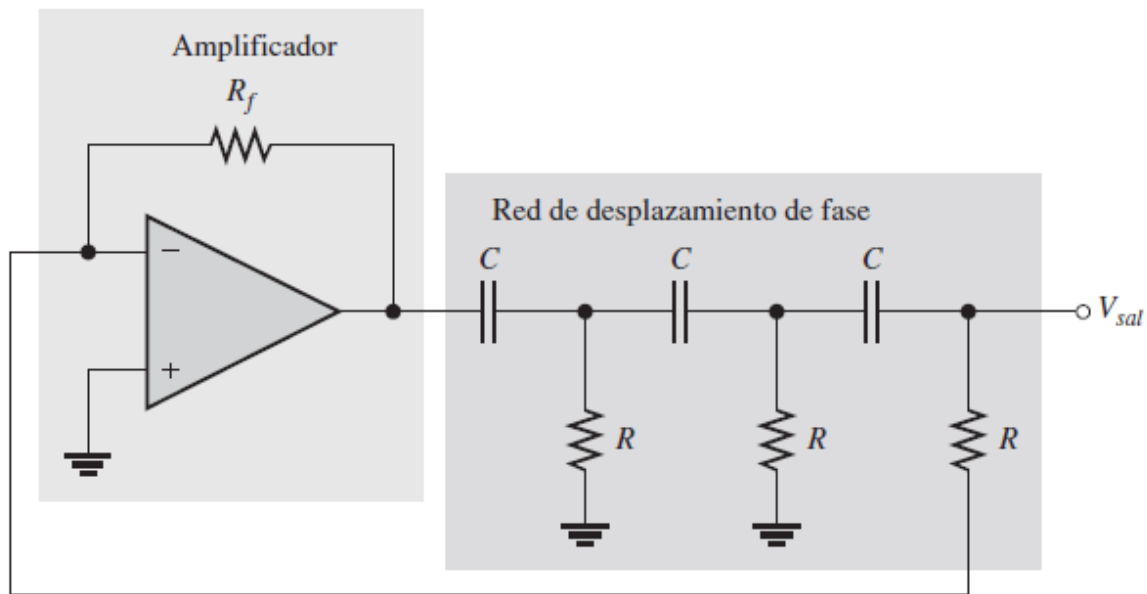 Amplificador
R_f
Red de desplazamiento de fase
C C C
−
V_sal
+
R R R